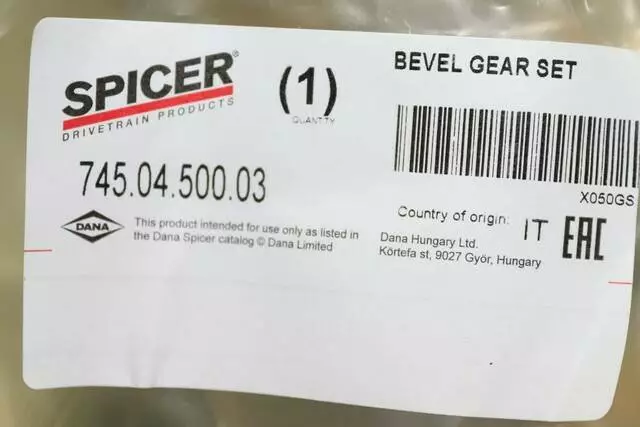 SPICER®
DRIVETRAIN PRODUCTS
(1)
QUANTTY
BEVEL GEAR SET
X050GS
745.04.500.03
Country of origin: IT EAC
DANA
This product intended for use only as listed in
the Dana Spicer catalog © Dana Limited
Dana Hungary Ltd.
Körtefa st, 9027 Győr, Hungary